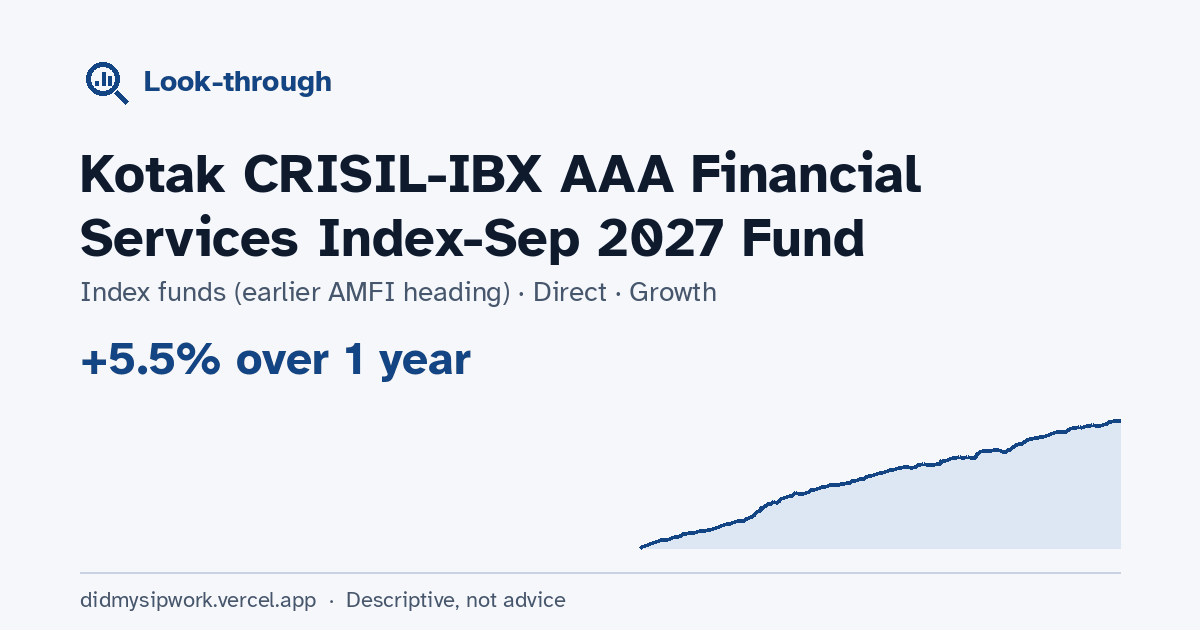 Look-through
Kotak CRISIL-IBX AAA Financial
Services Index-Sep 2027 Fund
Index funds (earlier AMFI heading) · Direct · Growth
+5.5% over 1 year
didmysipwork.vercel.app · Descriptive, not advice